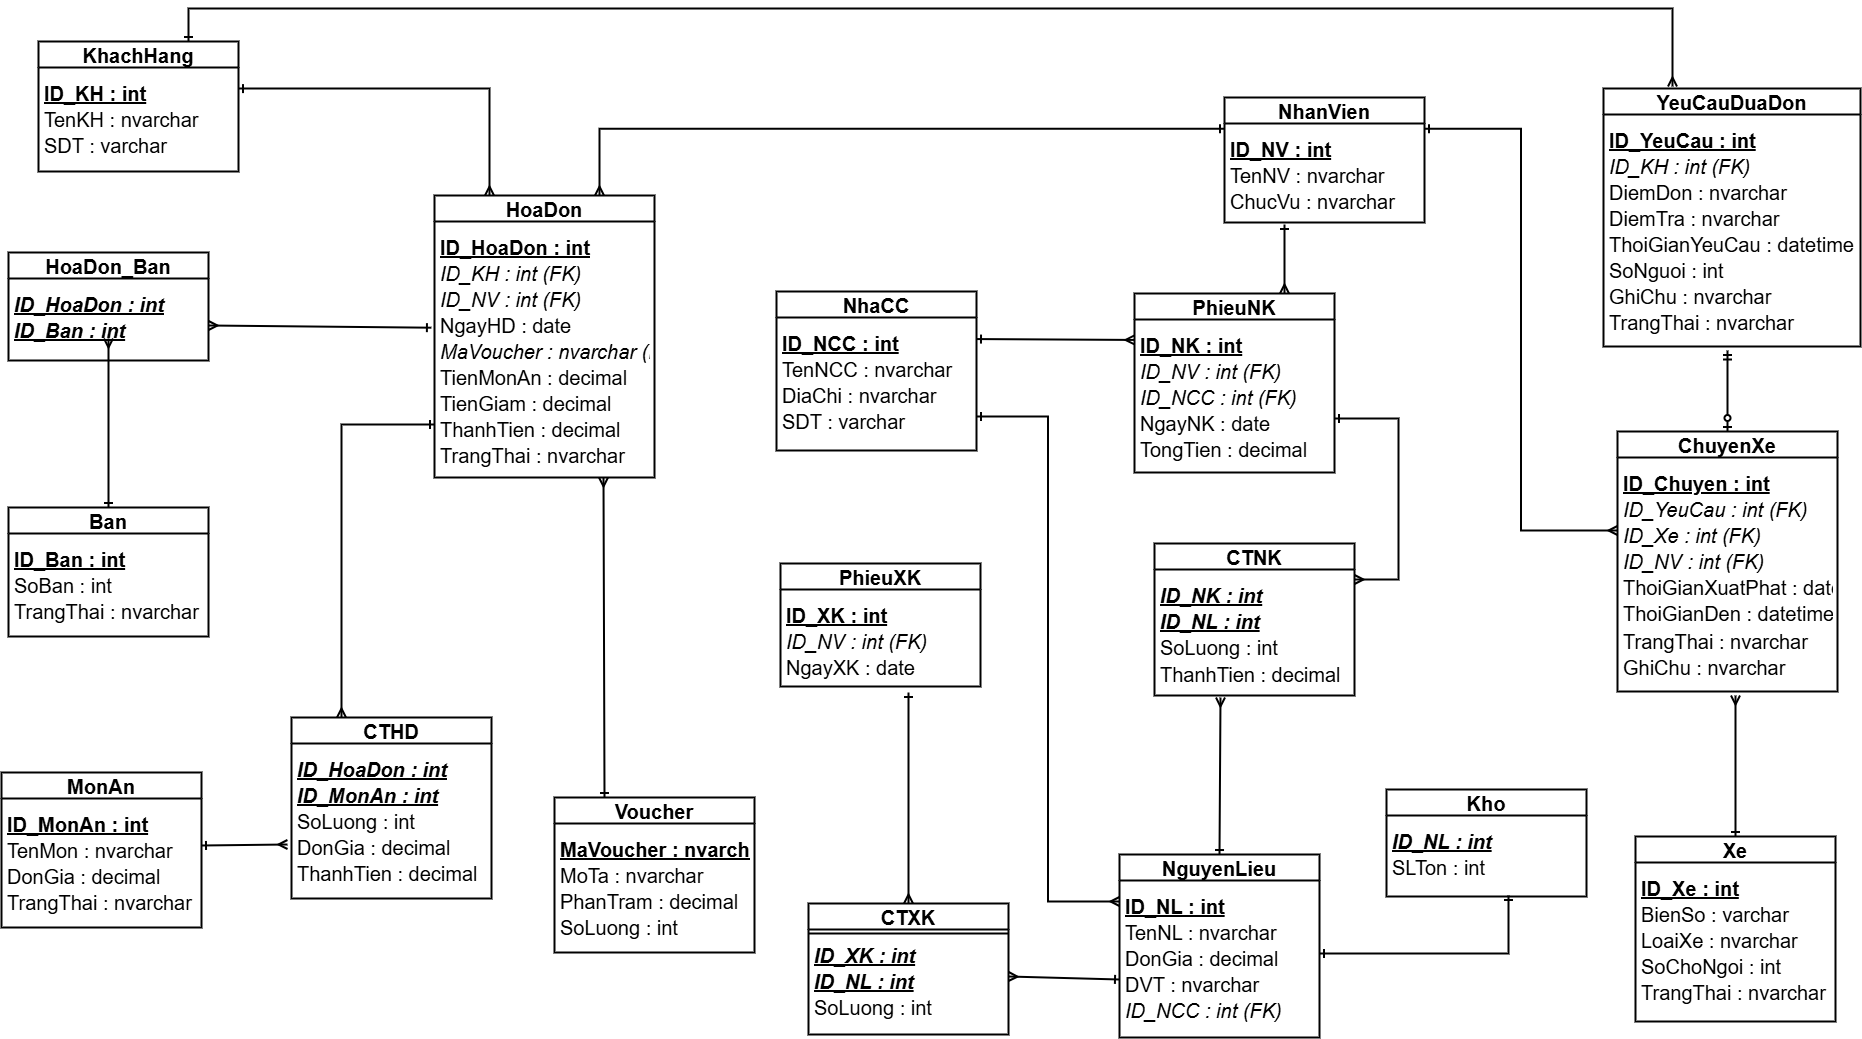 KhachHang
ID_KH : int
TenKH : nvarchar
SDT : varchar
HoaDon
ID_HoaDon : int
ID_KH : int (FK)
ID_NV : int (FK)
NgayHD : date
MaVoucher : nvarchar (
TienMonAn : decimal
TienGiam : decimal
ThanhTien : decimal
TrangThai : nvarchar
NhanVien
ID_NV : int
TenNV : nvarchar
ChucVu : nvarchar
YeuCauDuaDon
ID_YeuCau : int
ID_KH : int (FK)
DiemDon : nvarchar
DiemTra : nvarchar
ThoiGianYeuCau : datetime
SoNguoi : int
GhiChu : nvarchar
TrangThai : nvarchar
HoaDon_Ban
ID_HoaDon : int
ID_Ban : int
NhaCC
ID_NCC : int
TenNCC : nvarchar
DiaChi : nvarchar
SDT : varchar
PhieuNK
ID_NK : int
ID_NV : int (FK)
ID_NCC : int (FK)
NgayNK : date
TongTien : decimal
ChuyenXe
ID_Chuyen : int
ID_YeuCau : int (FK)
ID_Xe : int (FK)
ID_NV : int (FK)
ThoiGianXuatPhat : dat
ThoiGianDen : datetime
TrangThai : nvarchar
GhiChu : nvarchar
Ban
ID_Ban : int
SoBan : int
TrangThai : nvarchar
PhieuXK
ID_XK : int
ID_NV : int (FK)
NgayXK : date
CTNK
ID_NK : int
ID_NL : int
SoLuong : int
ThanhTien : decimal
CTHD
ID_HoaDon : int
ID_MonAn : int
SoLuong : int
DonGia : decimal
ThanhTien : decimal
MonAn
ID_MonAn : int
TenMon : nvarchar
DonGia : decimal
TrangThai : nvarchar
Voucher
MaVoucher : nvarch
MoTa : nvarchar
PhanTram : decimal
SoLuong : int
CTXK
ID_XK : int
ID_NL : int
SoLuong : int
NguyenLieu
ID_NL : int
TenNL : nvarchar
DonGia : decimal
DVT : nvarchar
ID_NCC : int (FK)
Kho
ID_NL : int
SLTon : int
Xe
ID_Xe : int
BienSo : varchar
LoaiXe : nvarchar
SoChoNgoi : int
TrangThai : nvarchar